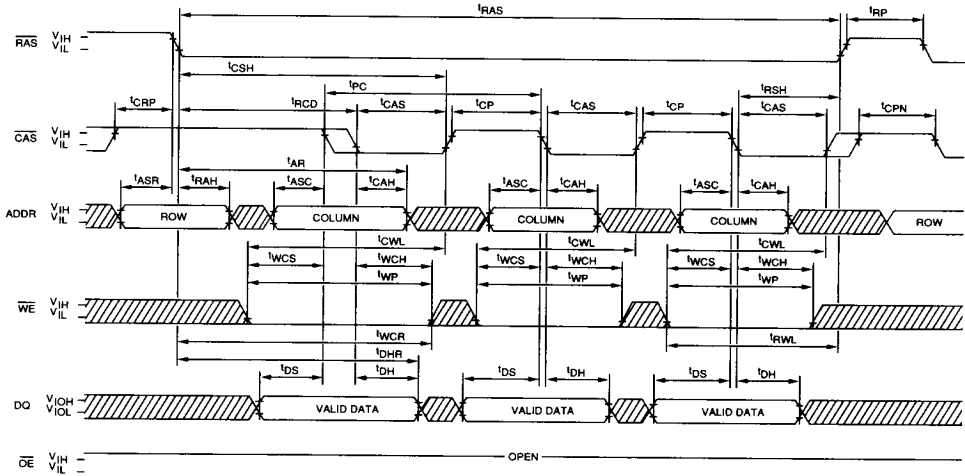 tRAS
tRP
RAS VIH
VIL
tCSH
tPC
tRSH
tCRP tRCD tCAS tCP tCAS tCP tCAS tCPN
CAS VIH
VIL
tAR
tASR tRAH tASC tCAH tASC tCAH tASC tCAH
ADDR VIH
VIL
ROW COLUMN COLUMN COLUMN ROW
tCWL tCWL tCWL
tWCS tWCH tWCS tWCH tWCS tWCH
tWP tWP tWP
WE VIH
VIL
tWCR tRWL
tDHR
tDS tDH tDS tDH tDS tDH
DQ VIOH
VIOL
VALID DATA VALID DATA VALID DATA
OE VIH
VIL
OPEN